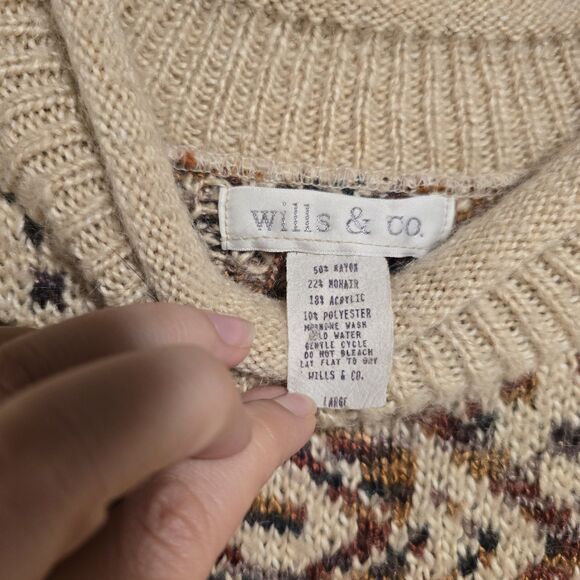 wills & co.
50% RAYON
22% MOHAIR
18% ACRYLIC
10% POLYESTER
WASH
COLD WATER
GENTLE CYCLE
DO NOT BLEACH
LAY FLAT TO DRY
WILLS & CO.
LARGE